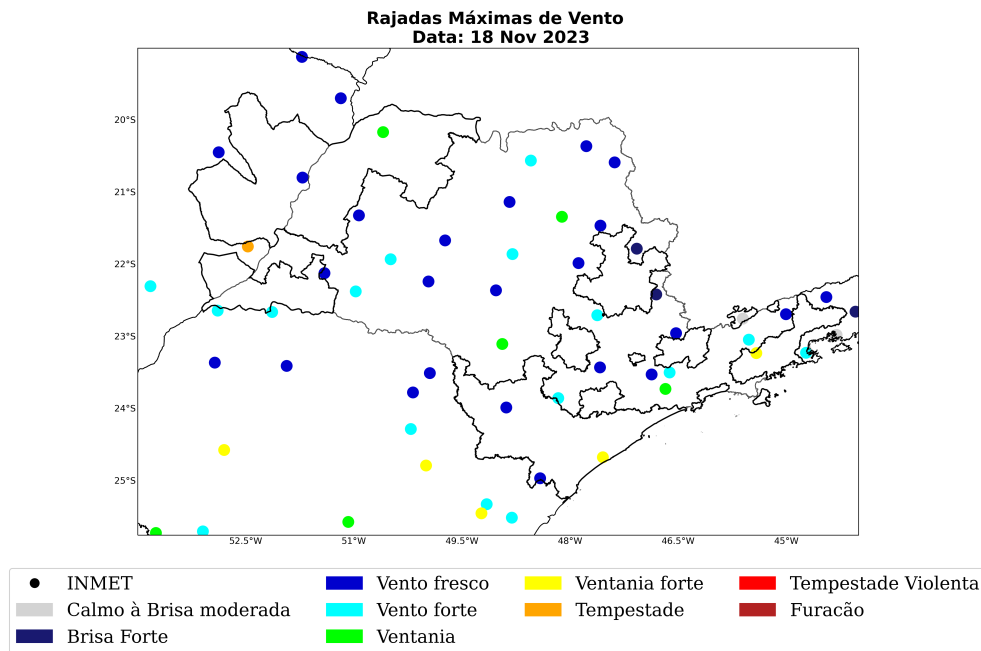 Rajadas Máximas de Vento
Data: 18 Nov 2023
20°S
21°S
22°S
23°S
24°S
25°S
52.5°W 51°W 49.5°W 48°W 46.5°W 45°W
INMET Vento fresco Ventania forte Tempestade Violenta
Calmo à Brisa moderada Vento forte Tempestade Furacão
Brisa Forte Ventania